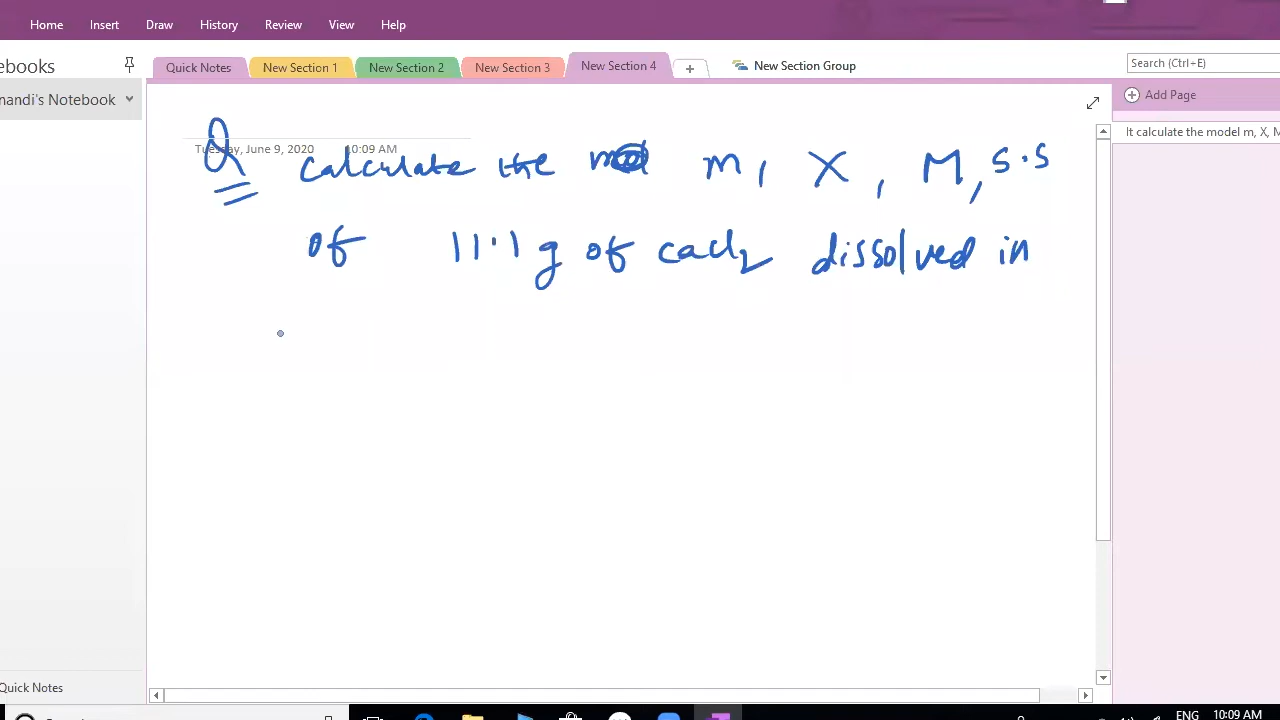 Home Insert Draw History Review View Help
ebooks
Quick Notes New Section 1 New Section 2 New Section 3 New Section 4 New Section Group
Search (Ctrl+E)
nandi's Notebook
Add Page
It calculate the model m, X, M
Tuesday, June 9, 2020 10:09 AM
Q calculate the m, X, M, S.S
of 11.1 g of cacl2 dissolved in
Quick Notes
ENG 10:09 AM